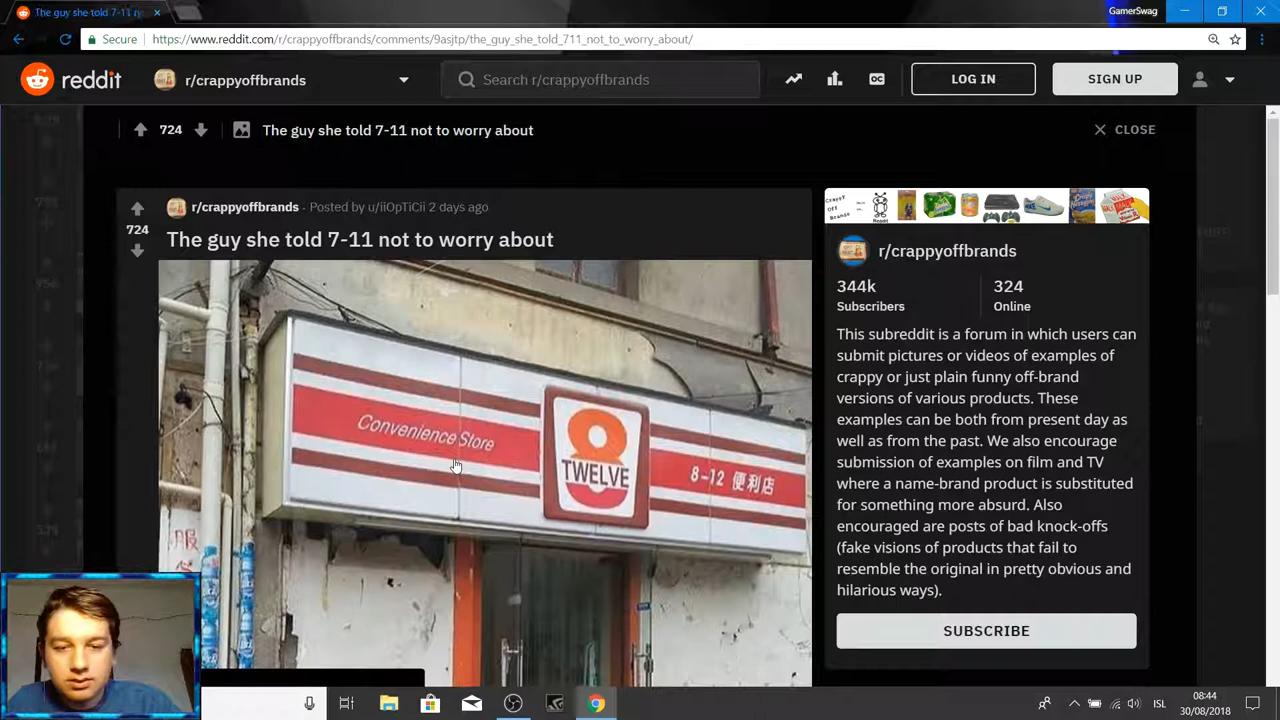 The guy she told 7-11
GamerSwag
Secure
https://www.reddit.com/r/crappyoffbrands/comments/9asjtp/the_guy_she_told_711_not_to_worry_about/
reddit
r/crappyoffbrands
Search r/crappyoffbrands
LOG IN
SIGN UP
724
The guy she told 7-11 not to worry about
CLOSE
r/crappyoffbrands · Posted by 2 days ago
724
The guy she told 7-11 not to worry about
Convenience Store
8
TWELVE
8-12 便利店
r/crappyoffbrands
344k
Subscribers
324
Online
This subreddit is a forum in which users can
submit pictures or videos of examples of
crappy or just plain funny off-brand
versions of various products. These
examples can be both from present day as
well as from the past. We also encourage
submission of examples on film and TV
where a name-brand product is substituted
for something more absurd. Also
encouraged are posts of bad knock-offs
(fake visions of products that fail to
resemble the original in pretty obvious and
hilarious ways).
SUBSCRIBE
ÍSL
08:44
30/08/2018